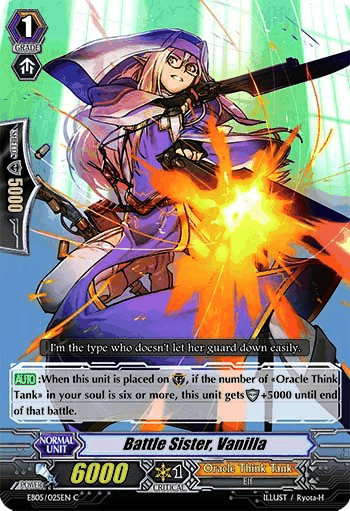 1
GRADE
SHIELD
5000
I'm the type who doesn't let her guard down easily.
AUTO:When this unit is placed on , if the number of «Oracle Think
Tank» in your soul is six or more, this unit gets +5000 until end
of that battle.
NORMAL
UNIT
Battle Sister, Vanilla
POWER
6000
1
CRITICAL
Oracle Think Tank
Elf
EB05/025EN C
ILLUST / Ryota-H